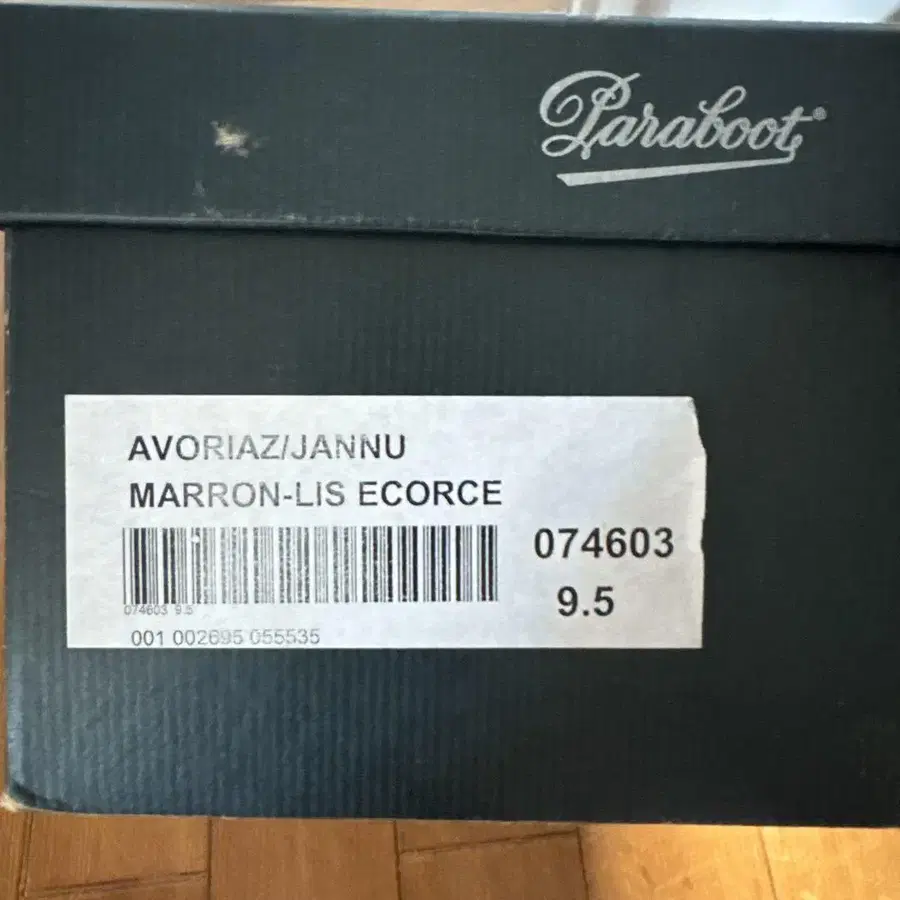 Paraboot®
AVORIAZ/JANNU
MARRON-LIS ECORCE
074603
9.5
074603 9.5
001 002695 055535